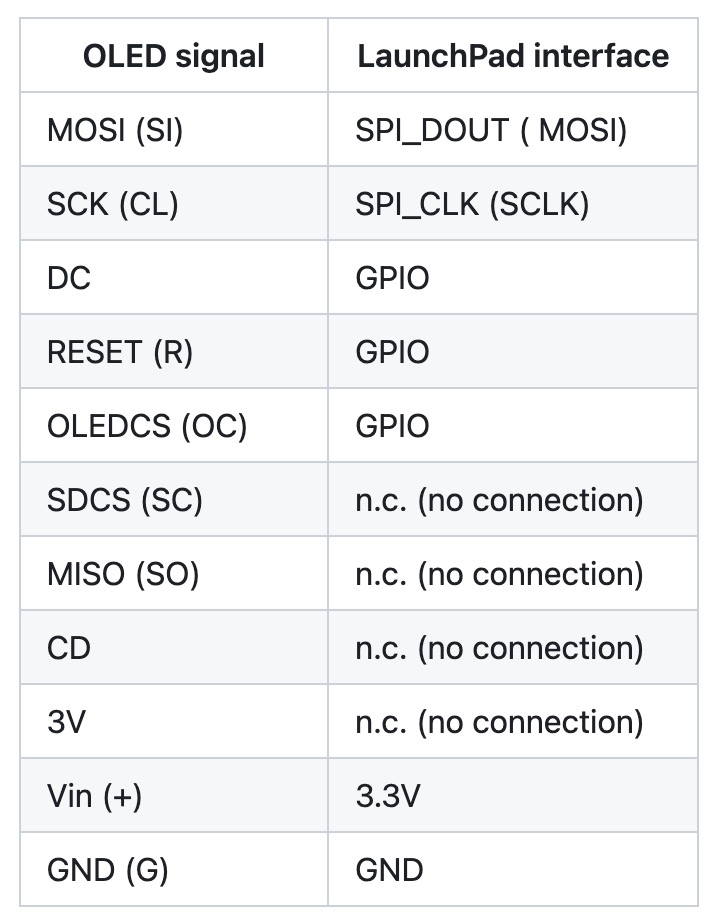 OLED signal LaunchPad interface
MOSI (SI) SPI_DOUT ( MOSI)
SCK (CL) SPI_CLK (SCLK)
DC GPIO
RESET (R) GPIO
OLEDCS (OC) GPIO
SDCS (SC) n.c. (no connection)
MISO (SO) n.c. (no connection)
CD n.c. (no connection)
3V n.c. (no connection)
Vin (+) 3.3V
GND (G) GND